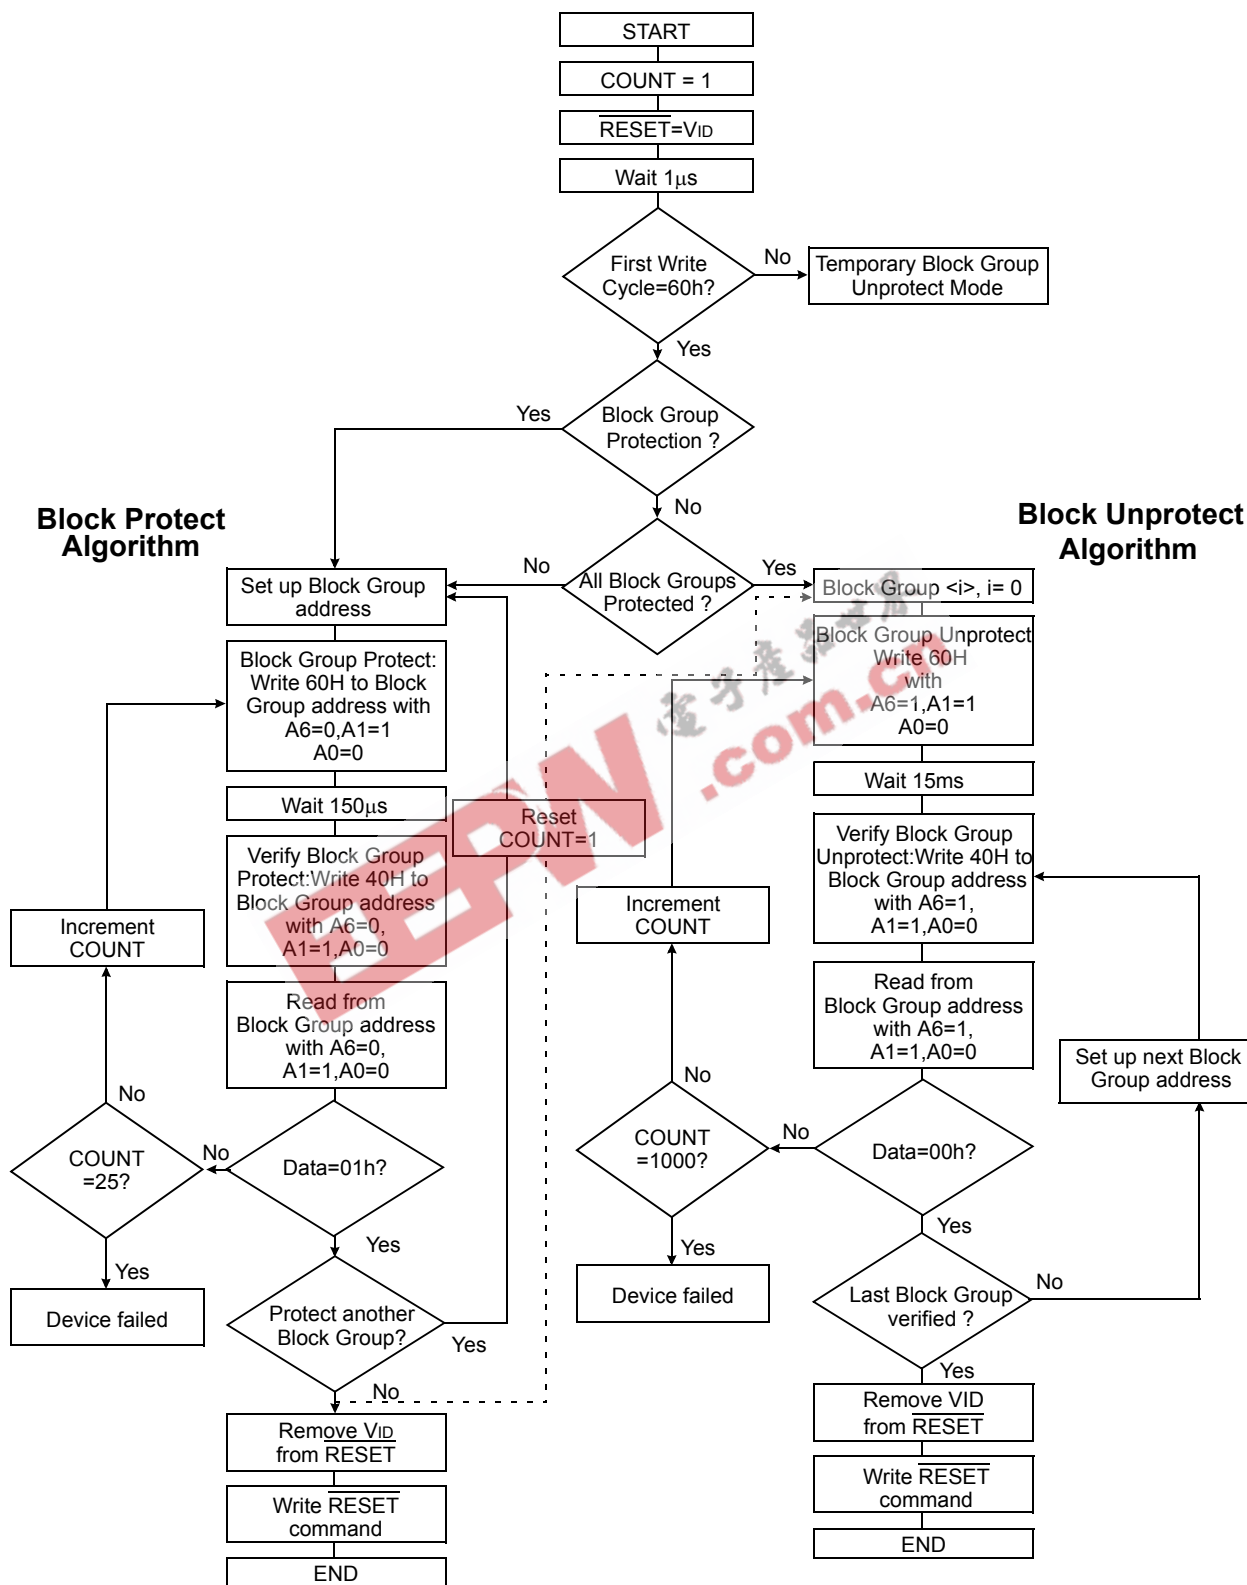 START
COUNT = 1
RESET=VID
Wait 1μs
First Write
Cycle=60h?
No
Temporary Block Group
Unprotect Mode
Yes
Block Group
Protection ?
Yes
No
Block Protect
Algorithm
Block Unprotect
Algorithm
All Block Groups
Protected ?
No
Yes
Set up Block Group
address
Block Group Protect:
Write 60H to Block
Group address with
A6=0,A1=1
A0=0
Wait 150μs
Verify Block Group
Protect:Write 40H to
Block Group address
with A6=0,
A1=1,A0=0
Read from
Block Group address
with A6=0,
A1=1,A0=0
Increment
COUNT
No
COUNT
=25?
No
Data=01h?
Yes
Device failed
Yes
Protect another
Block Group?
Yes
No
Reset
COUNT=1
Remove VID
from RESET
Write RESET
command
END
Block Group <i>, i= 0
Block Group Unprotect
Write 60H
with
A6=1,A1=1
A0=0
Wait 15ms
Verify Block Group
Unprotect:Write 40H to
Block Group address
with A6=1,
A1=1,A0=0
Read from
Block Group address
with A6=1,
A1=1,A0=0
Increment
COUNT
No
COUNT
=1000?
No
Data=00h?
Yes
Device failed
Yes
Set up next Block
Group address
Last Block Group
verified ?
No
Yes
Remove VID
from RESET
Write RESET
command
END
EEPW
.com.cn
電子產品世界